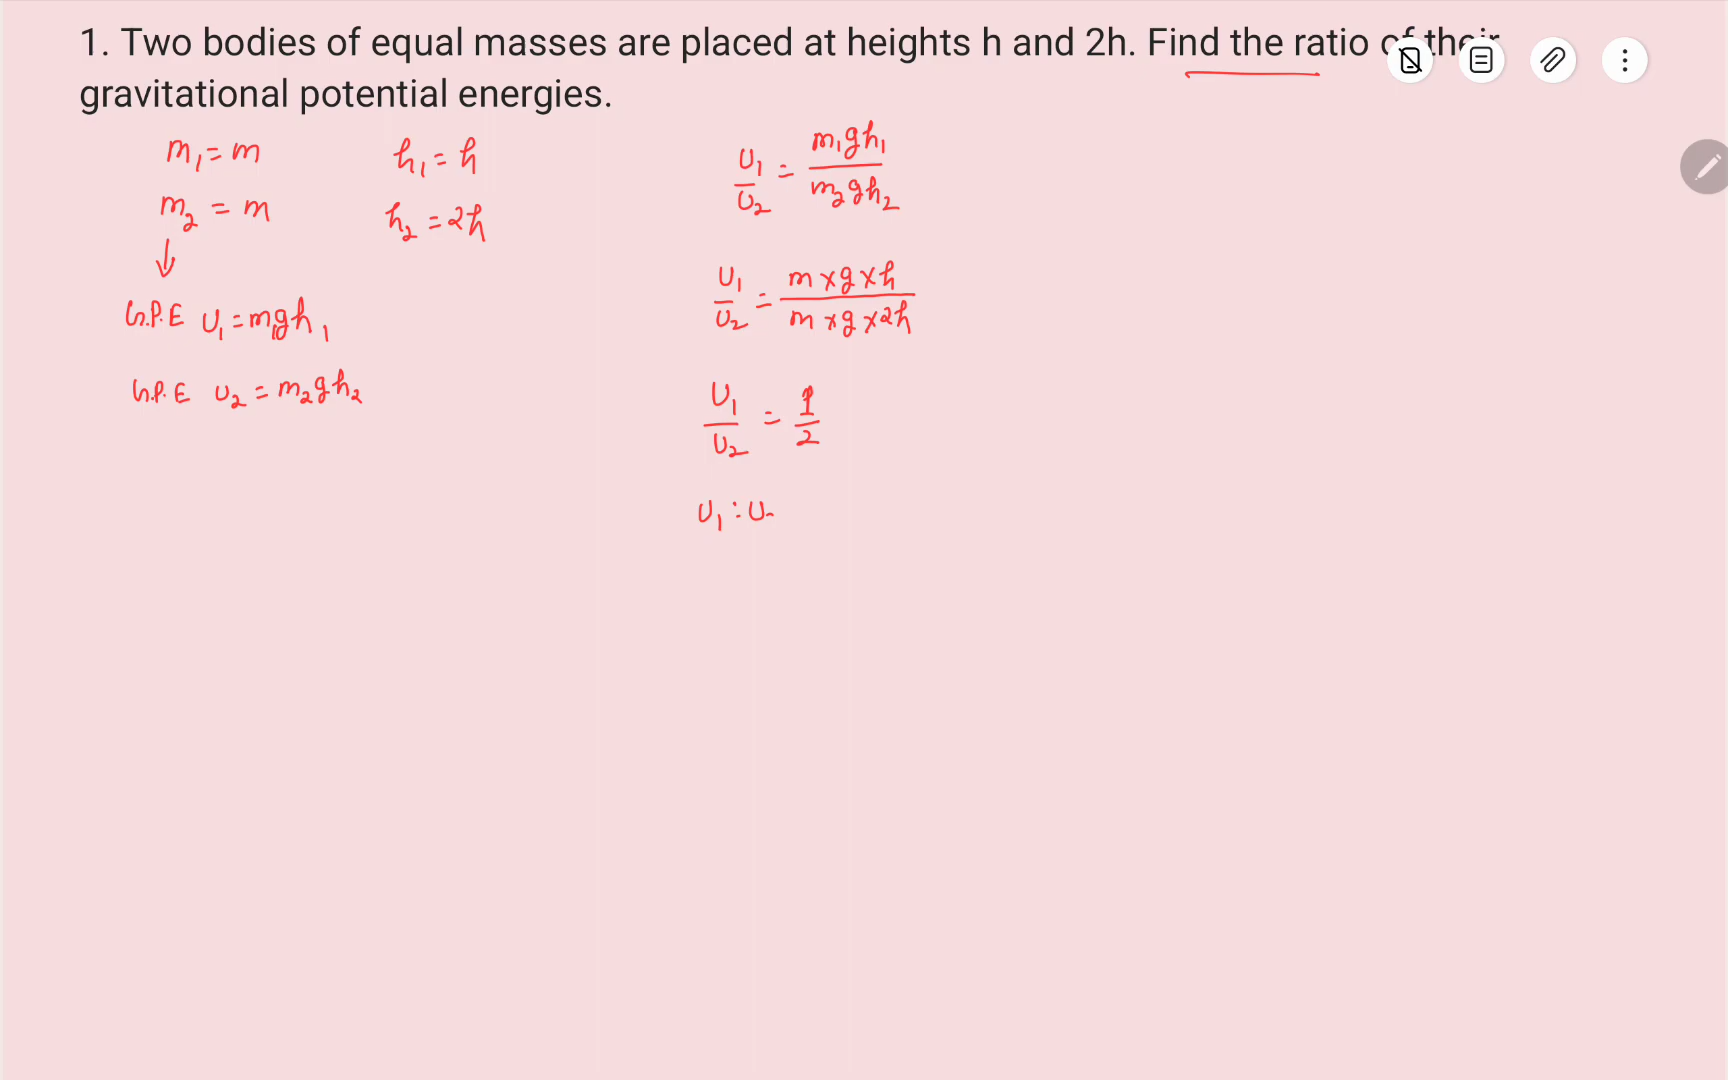 1. Two bodies of equal masses are placed at heights h and 2h. Find the ratio of their
gravitational potential energies.
m₁ = m
h₁ = h
m₂ = m
h₂ = 2h
↓
G.P.E U₁ = m₁gh₁
G.P.E U₂ = m₂gh₂
U₁/U₂ = m₁gh₁/m₂gh₂
U₁/U₂ = m × g × h/m × g × 2h
U₁/U₂ = 1/2
U₁ : U